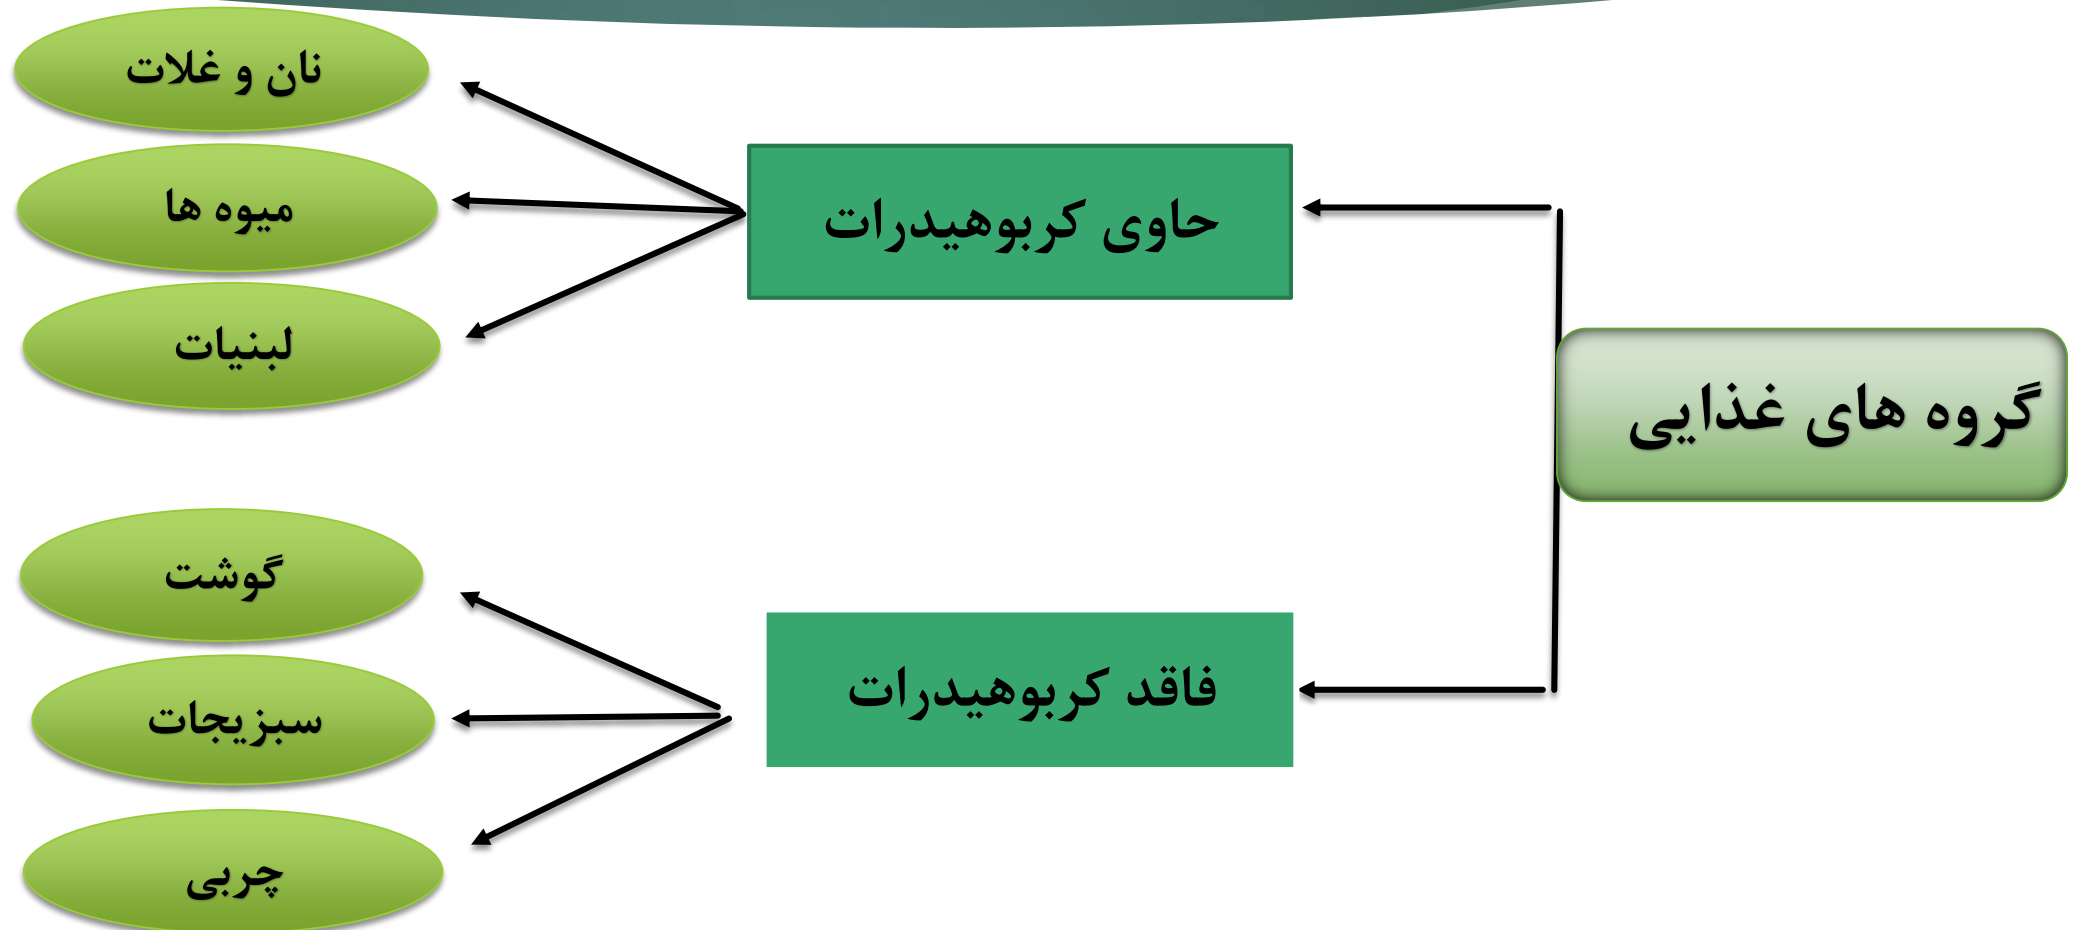 گروه های غذایی
حاوی کربوهیدرات
نان و غلات
میوه ها
لبنیات
فاقد کربوهیدرات
گوشت
سبزیجات
چربی